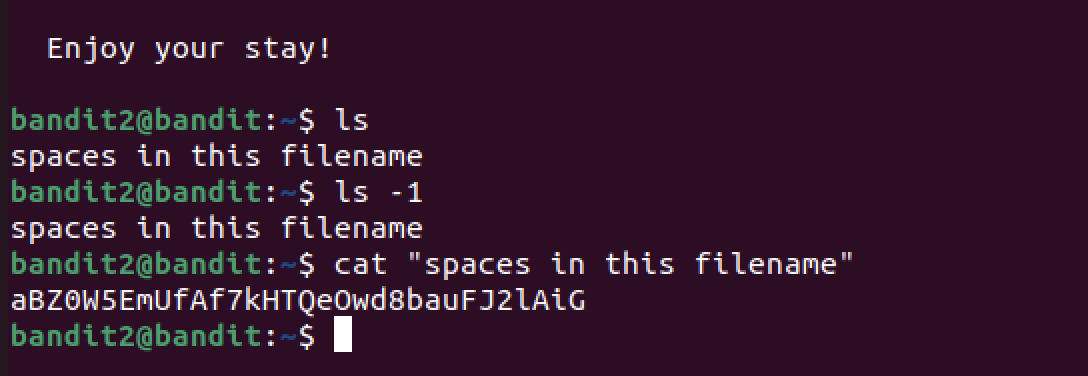 Enjoy your stay!
bandit2@bandit:~$ ls
spaces in this filename
bandit2@bandit:~$ ls -1
spaces in this filename
bandit2@bandit:~$ cat "spaces in this filename"
aBZ0W5EmUfAf7kHTQeOwd8bauFJ2lAiG
bandit2@bandit:~$